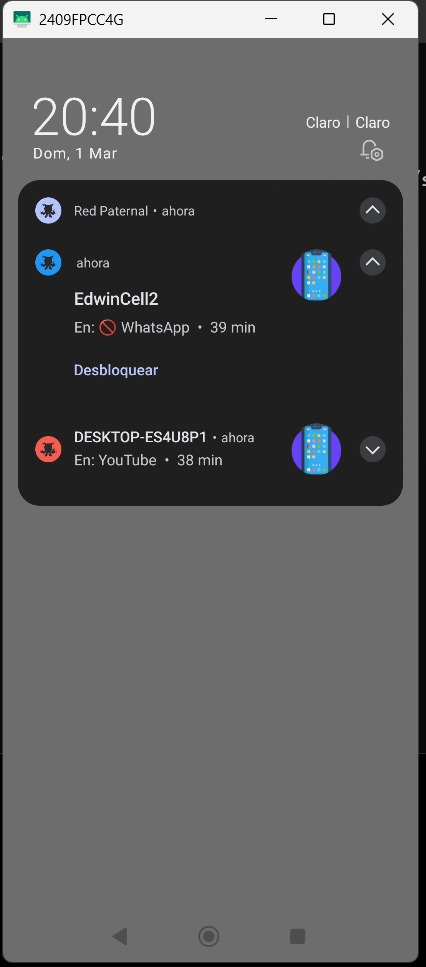 2409FPCC4G
20:40
Dom, 1 Mar
Claro | Claro
Red Paternal • ahora
ahora
EdwinCell2
En: 🚫 WhatsApp • 39 min
Desbloquear
DESKTOP-ES4U8P1 • ahora
En: YouTube • 38 min